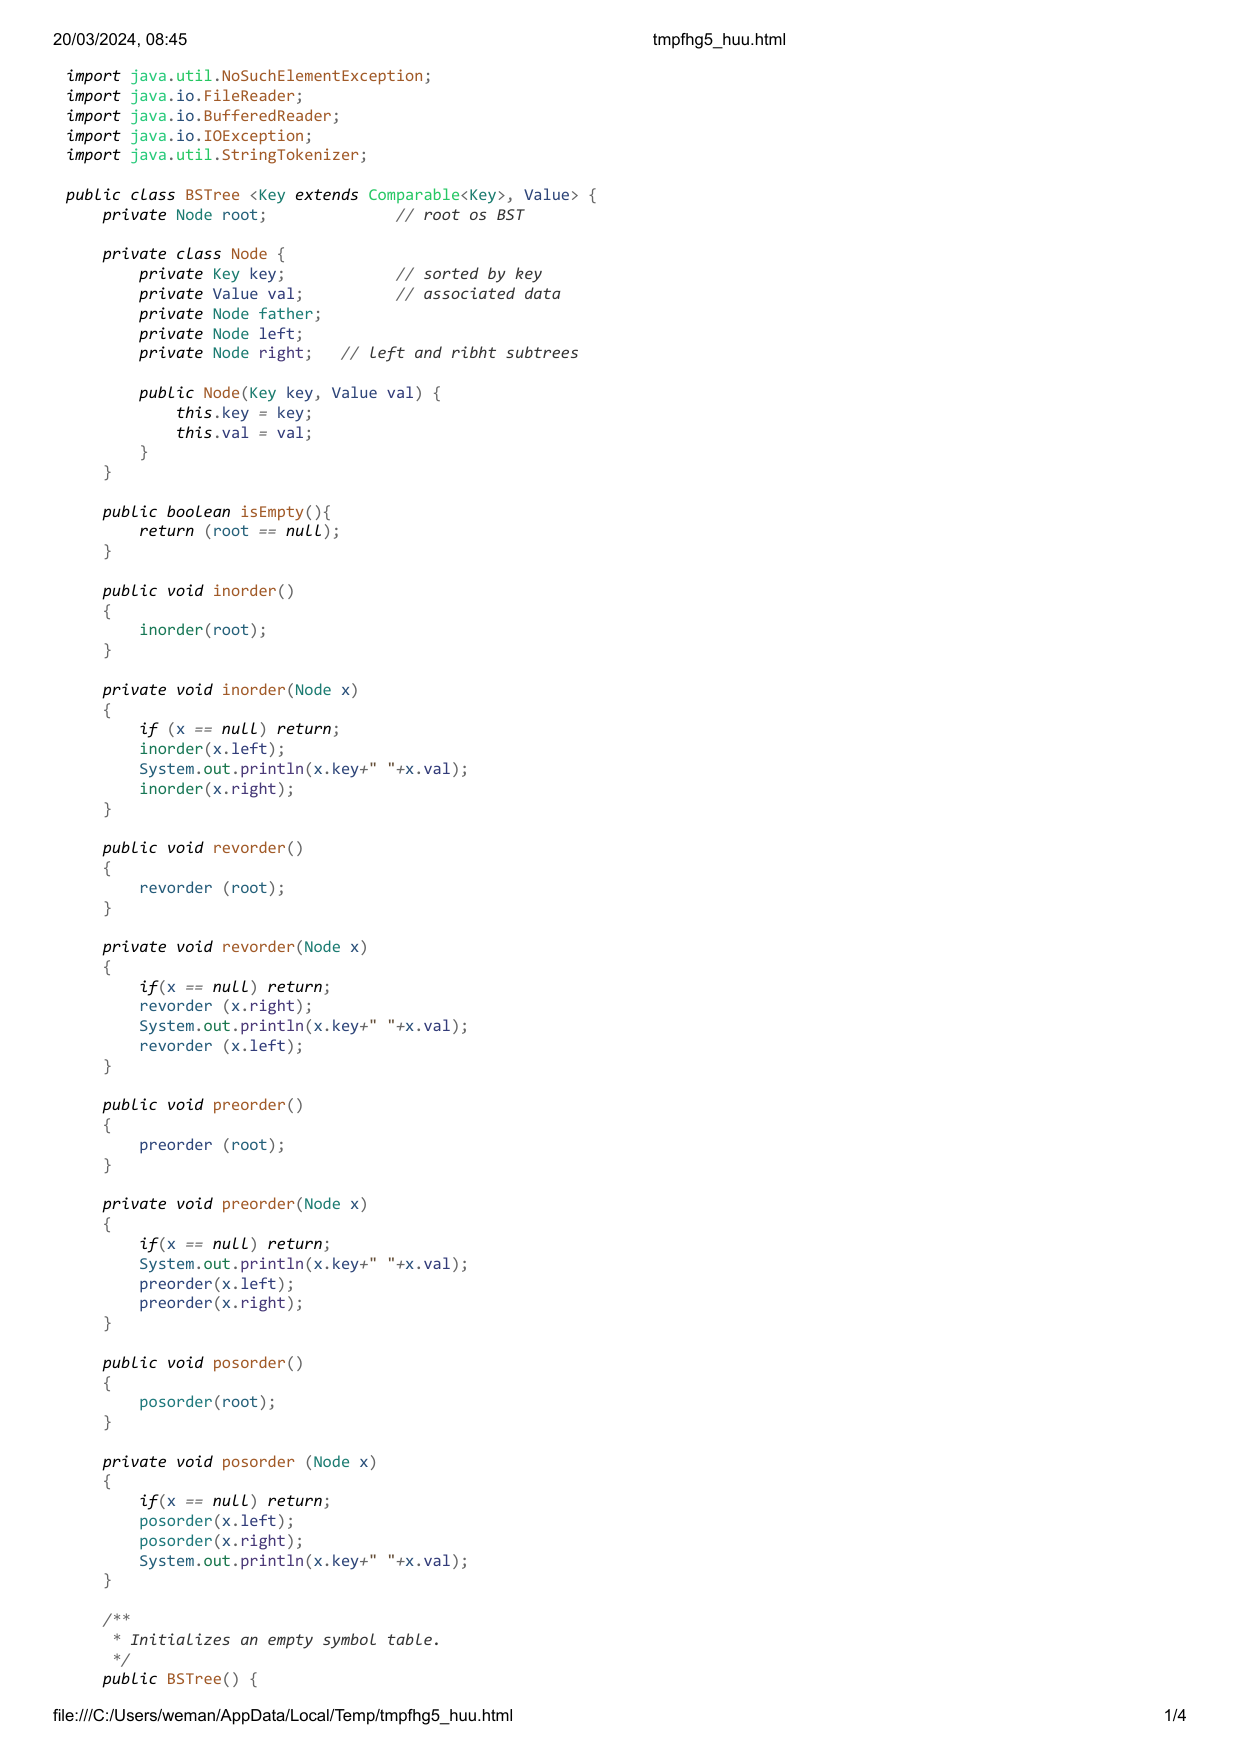 20/03/2024, 08:45 tmpfhg5_huu.html
import java.util.NoSuchElementException;
import java.io.FileReader;
import java.io.BufferedReader;
import java.io.IOException;
import java.util.StringTokenizer;

public class BSTree <Key extends Comparable<Key>, Value> {
    private Node root;              // root os BST

    private class Node {
        private Key key;            // sorted by key
        private Value val;          // associated data
        private Node father;
        private Node left;
        private Node right;   // left and ribht subtrees

        public Node(Key key, Value val) {
            this.key = key;
            this.val = val;
        }
    }

    public boolean isEmpty(){
        return (root == null);
    }

    public void inorder()
    {
        inorder(root);
    }

    private void inorder(Node x)
    {
        if (x == null) return;
        inorder(x.left);
        System.out.println(x.key+" "+x.val);
        inorder(x.right);
    }

    public void revorder()
    {
        revorder (root);
    }

    private void revorder(Node x)
    {
        if(x == null) return;
        revorder (x.right);
        System.out.println(x.key+" "+x.val);
        revorder (x.left);
    }

    public void preorder()
    {
        preorder (root);
    }

    private void preorder(Node x)
    {
        if(x == null) return;
        System.out.println(x.key+" "+x.val);
        preorder(x.left);
        preorder(x.right);
    }

    public void posorder()
    {
        posorder(root);
    }

    private void posorder (Node x)
    {
        if(x == null) return;
        posorder(x.left);
        posorder(x.right);
        System.out.println(x.key+" "+x.val);
    }

    /**
     * Initializes an empty symbol table.
     */
    public BSTree() {
file:///C:/Users/weman/AppData/Local/Temp/tmpfhg5_huu.html 1/4